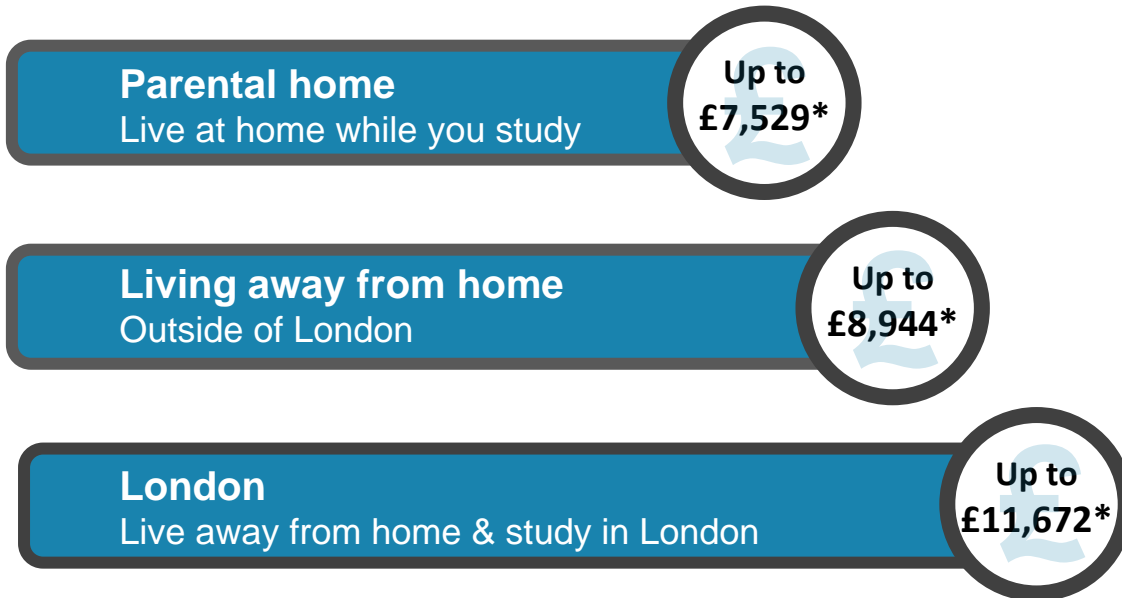 Parental home
Live at home while you study
Up to
£7,529*
Living away from home
Outside of London
Up to
£8,944*
London
Live away from home & study in London
Up to
£11,672*